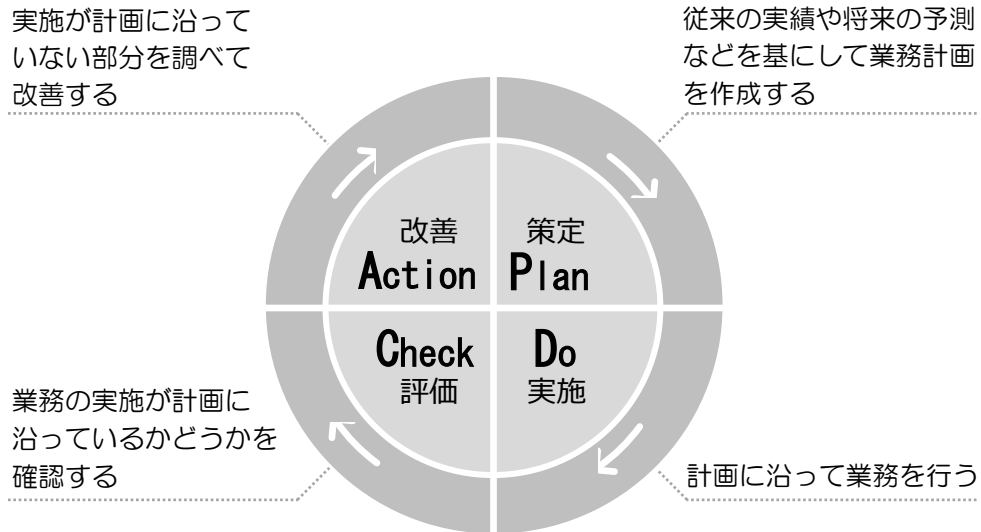 実施が計画に沿って
いない部分を調べて
改善する
従来の実績や将来の予測
などを基にして業務計画
を作成する
改善
Action
策定
Plan
Check
評価
Do
実施
業務の実施が計画に
沿っているかどうかを
確認する
計画に沿って業務を行う